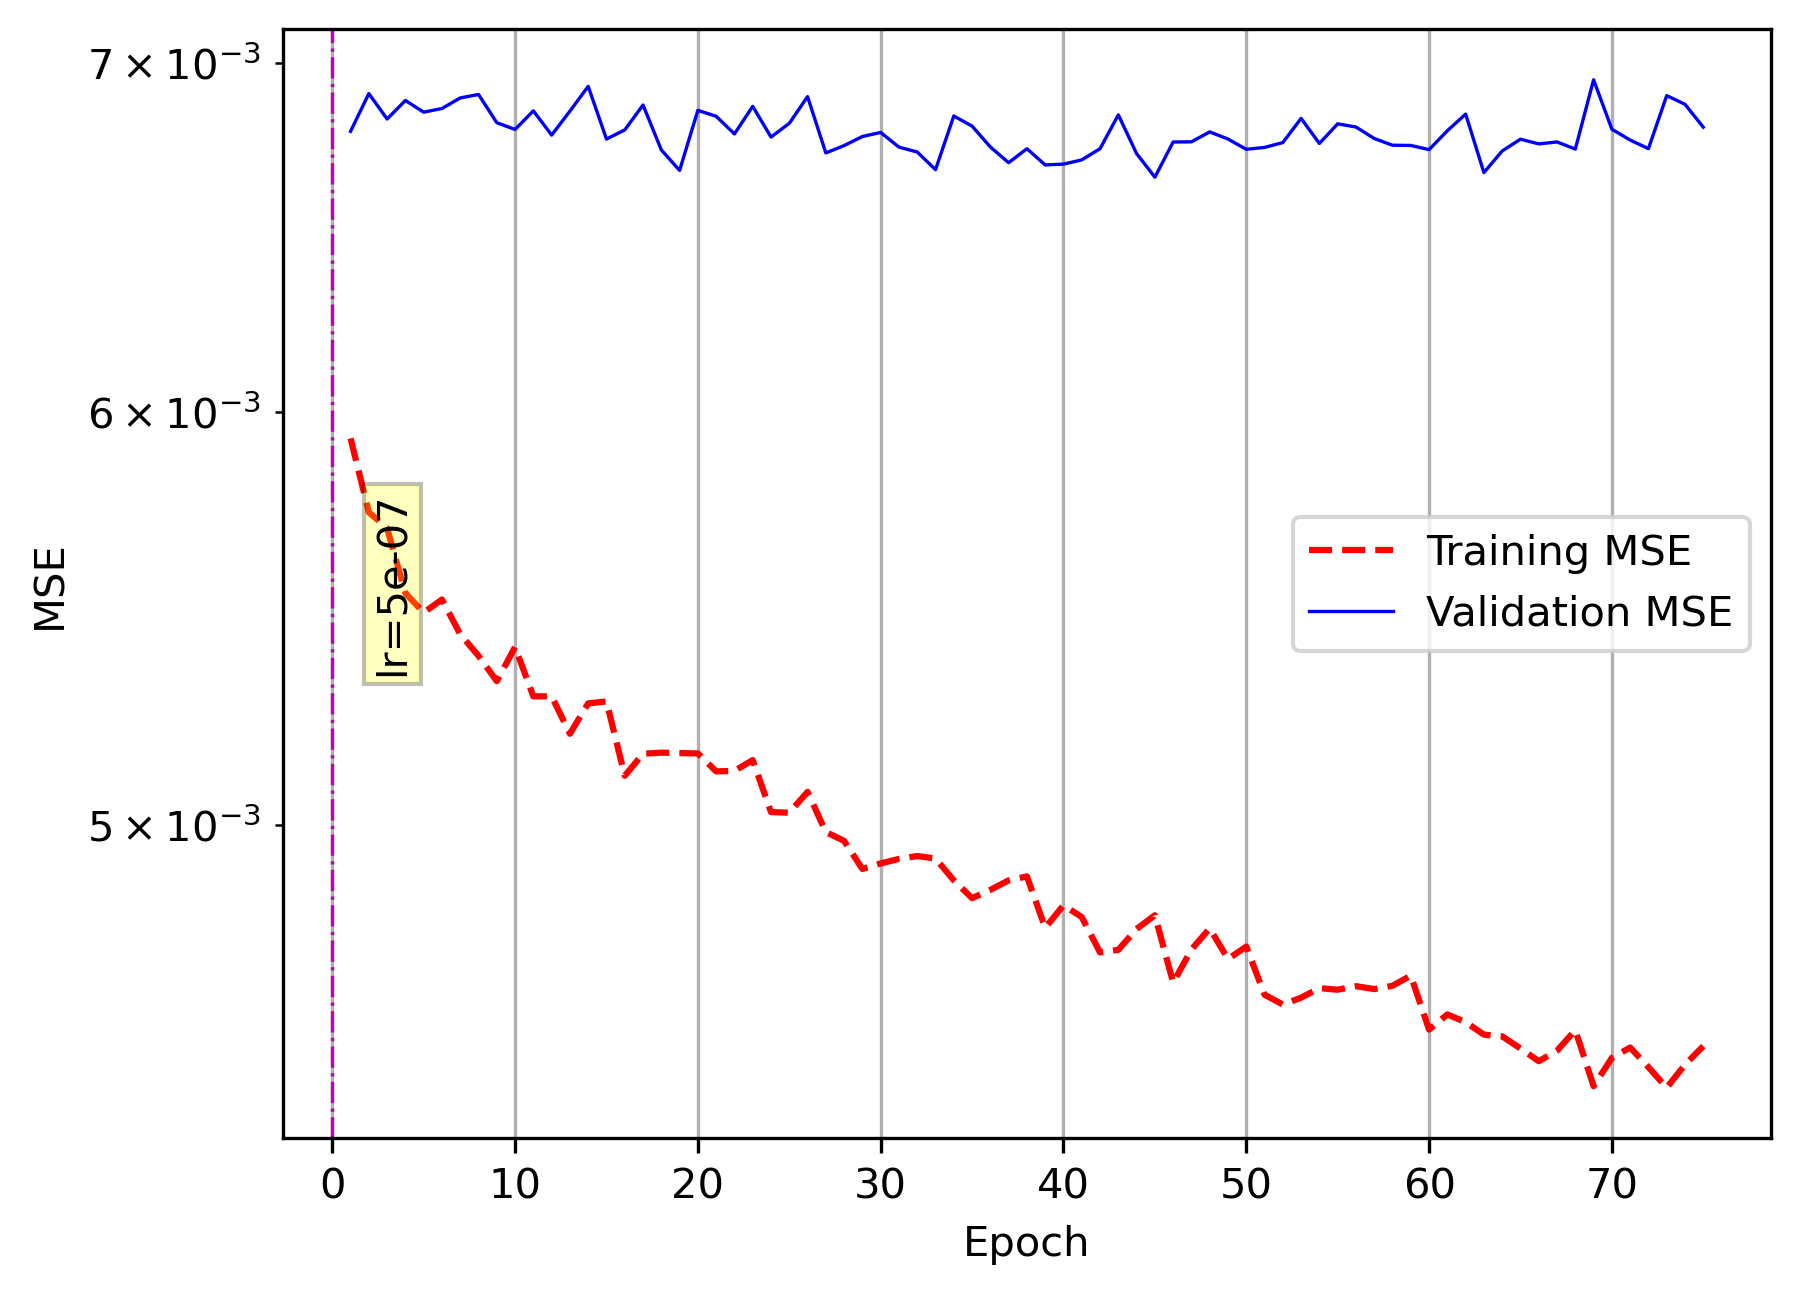 7 × 10⁻³
6 × 10⁻³
5 × 10⁻³
MSE
lr=5e-07
Training MSE
Validation MSE
0 10 20 30 40 50 60 70
Epoch